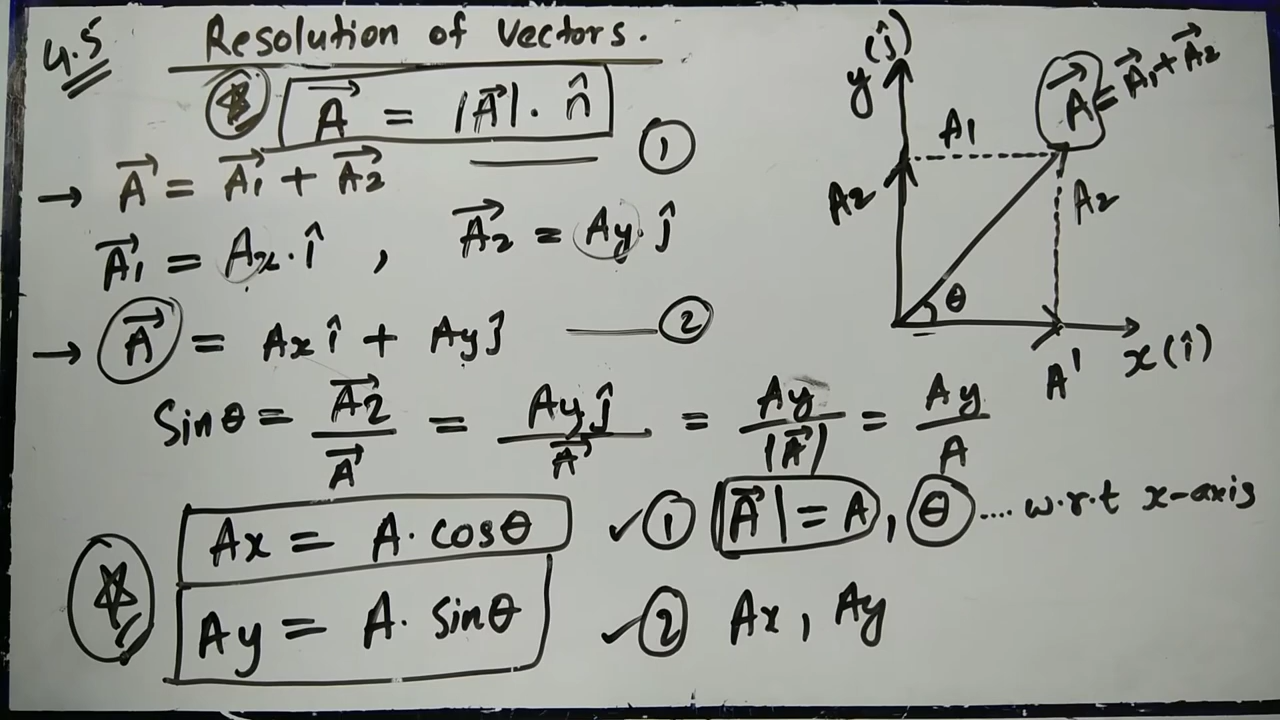 4.5 Resolution of Vectors.
A⃗ = |A⃗| · n̂
① 
→ A⃗ = A⃗1 + A⃗2
A⃗1 = Ax·î , A⃗2 = Ay·ĵ
→ A⃗ = Ax î + Ay ĵ —— ②
Sinθ = A⃗2/A⃗ = Ay ĵ/A⃗ = Ay/|A⃗| = Ay/A
Ax = A·cosθ
Ay = A· sinθ
✓① |A⃗| = A, θ .... w.r.t x-axis
✓② Ax, Ay
y(ĵ)
A⃗ = A⃗1 + A⃗2
A1
A2
A2
θ
A'
x(î)